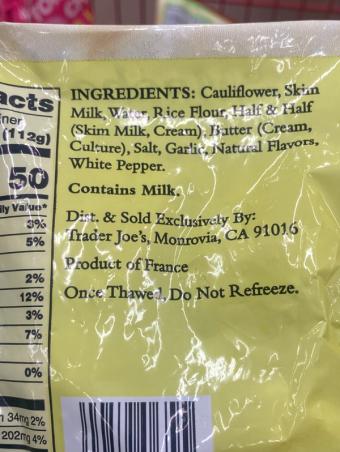 acts
ner
(112g)
50
ily Value*
3%
5%
2%
12%
3%
7%
0%
34mg 2%
202mg 4%
INGREDIENTS: Cauliflower, Skim
Milk, Water, Rice Flour, Half & Half
(Skim Milk, Cream), Butter (Cream,
Culture), Salt, Garlic, Natural Flavors,
White Pepper.
Contains Milk.
Dist. & Sold Exclusively By:
Trader Joe's, Monrovia, CA 91016
Product of France
Once Thawed, Do Not Refreeze.